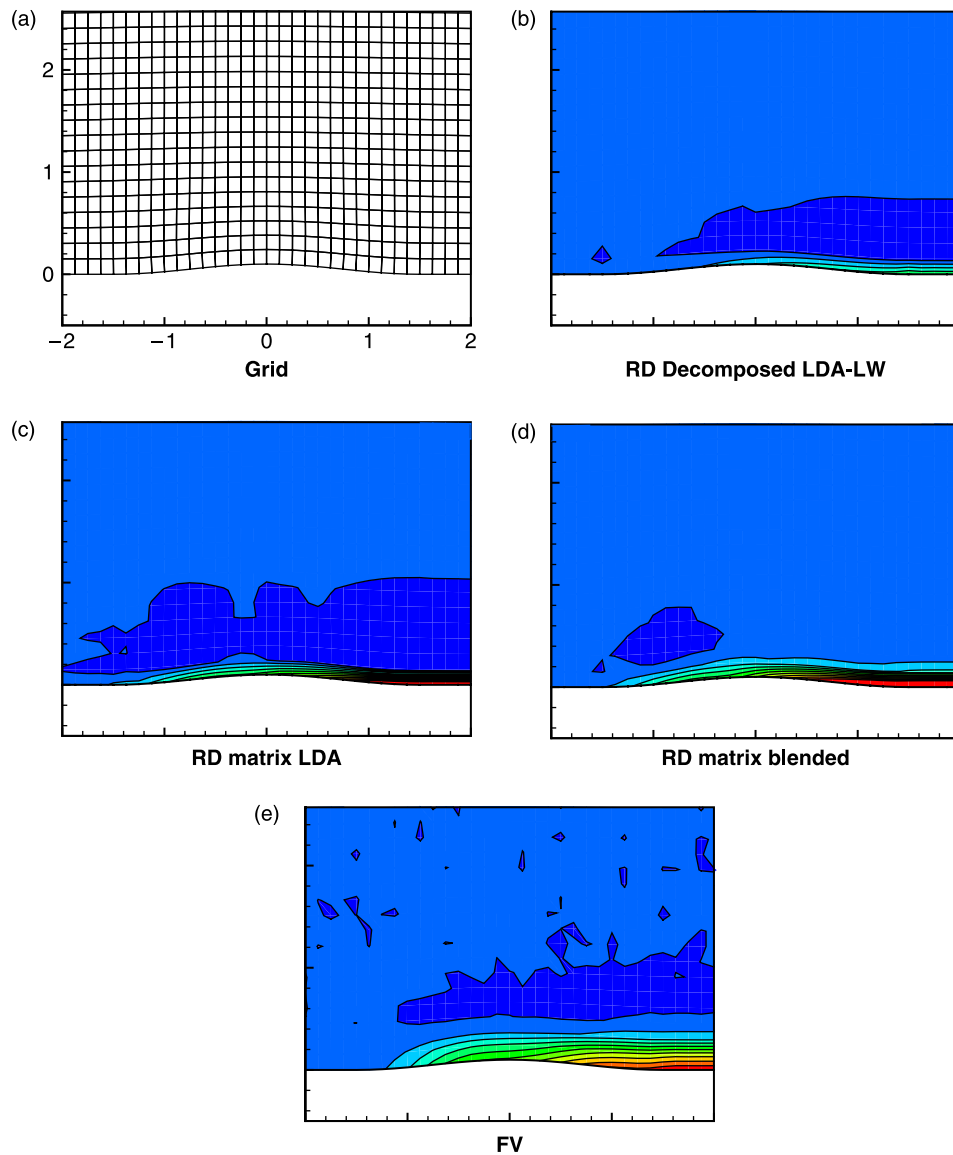 (a)
2
1
0
−2
−1
0
1
2
Grid
(b)
RD Decomposed LDA-LW
(c)
RD matrix LDA
(d)
RD matrix blended
(e)
FV